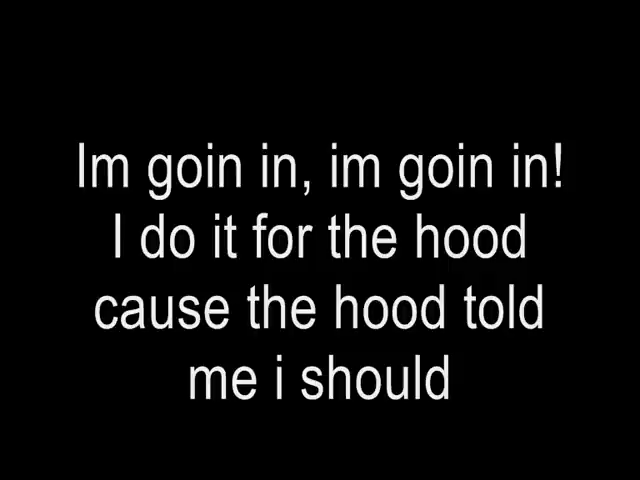 Im goin in, im goin in!
I do it for the hood
cause the hood told
me i should